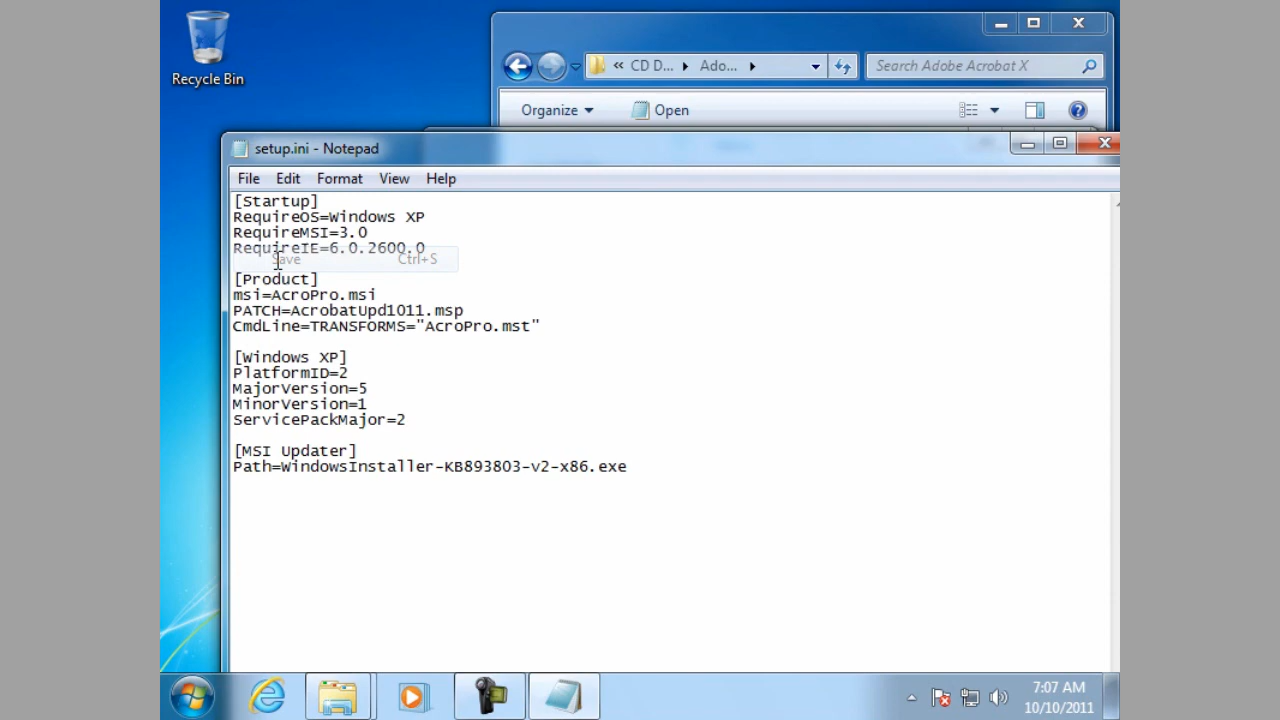 Recycle Bin
« CD D... Ado...
Search Adobe Acrobat X
Organize
Open
setup.ini - Notepad
File Edit Format View Help
[Startup]
RequireOS=Windows XP
RequireMSI=3.0
RequireIE=6.0.2600.0
Save Ctrl+S
[Product]
msi=AcroPro.msi
PATCH=AcrobatUpd1011.msp
CmdLine=TRANSFORMS="AcroPro.mst"
[Windows XP]
PlatformID=2
MajorVersion=5
MinorVersion=1
ServicePackMajor=2
[MSI Updater]
Path=WindowsInstaller-KB893803-v2-x86.exe
7:07 AM
10/10/2011